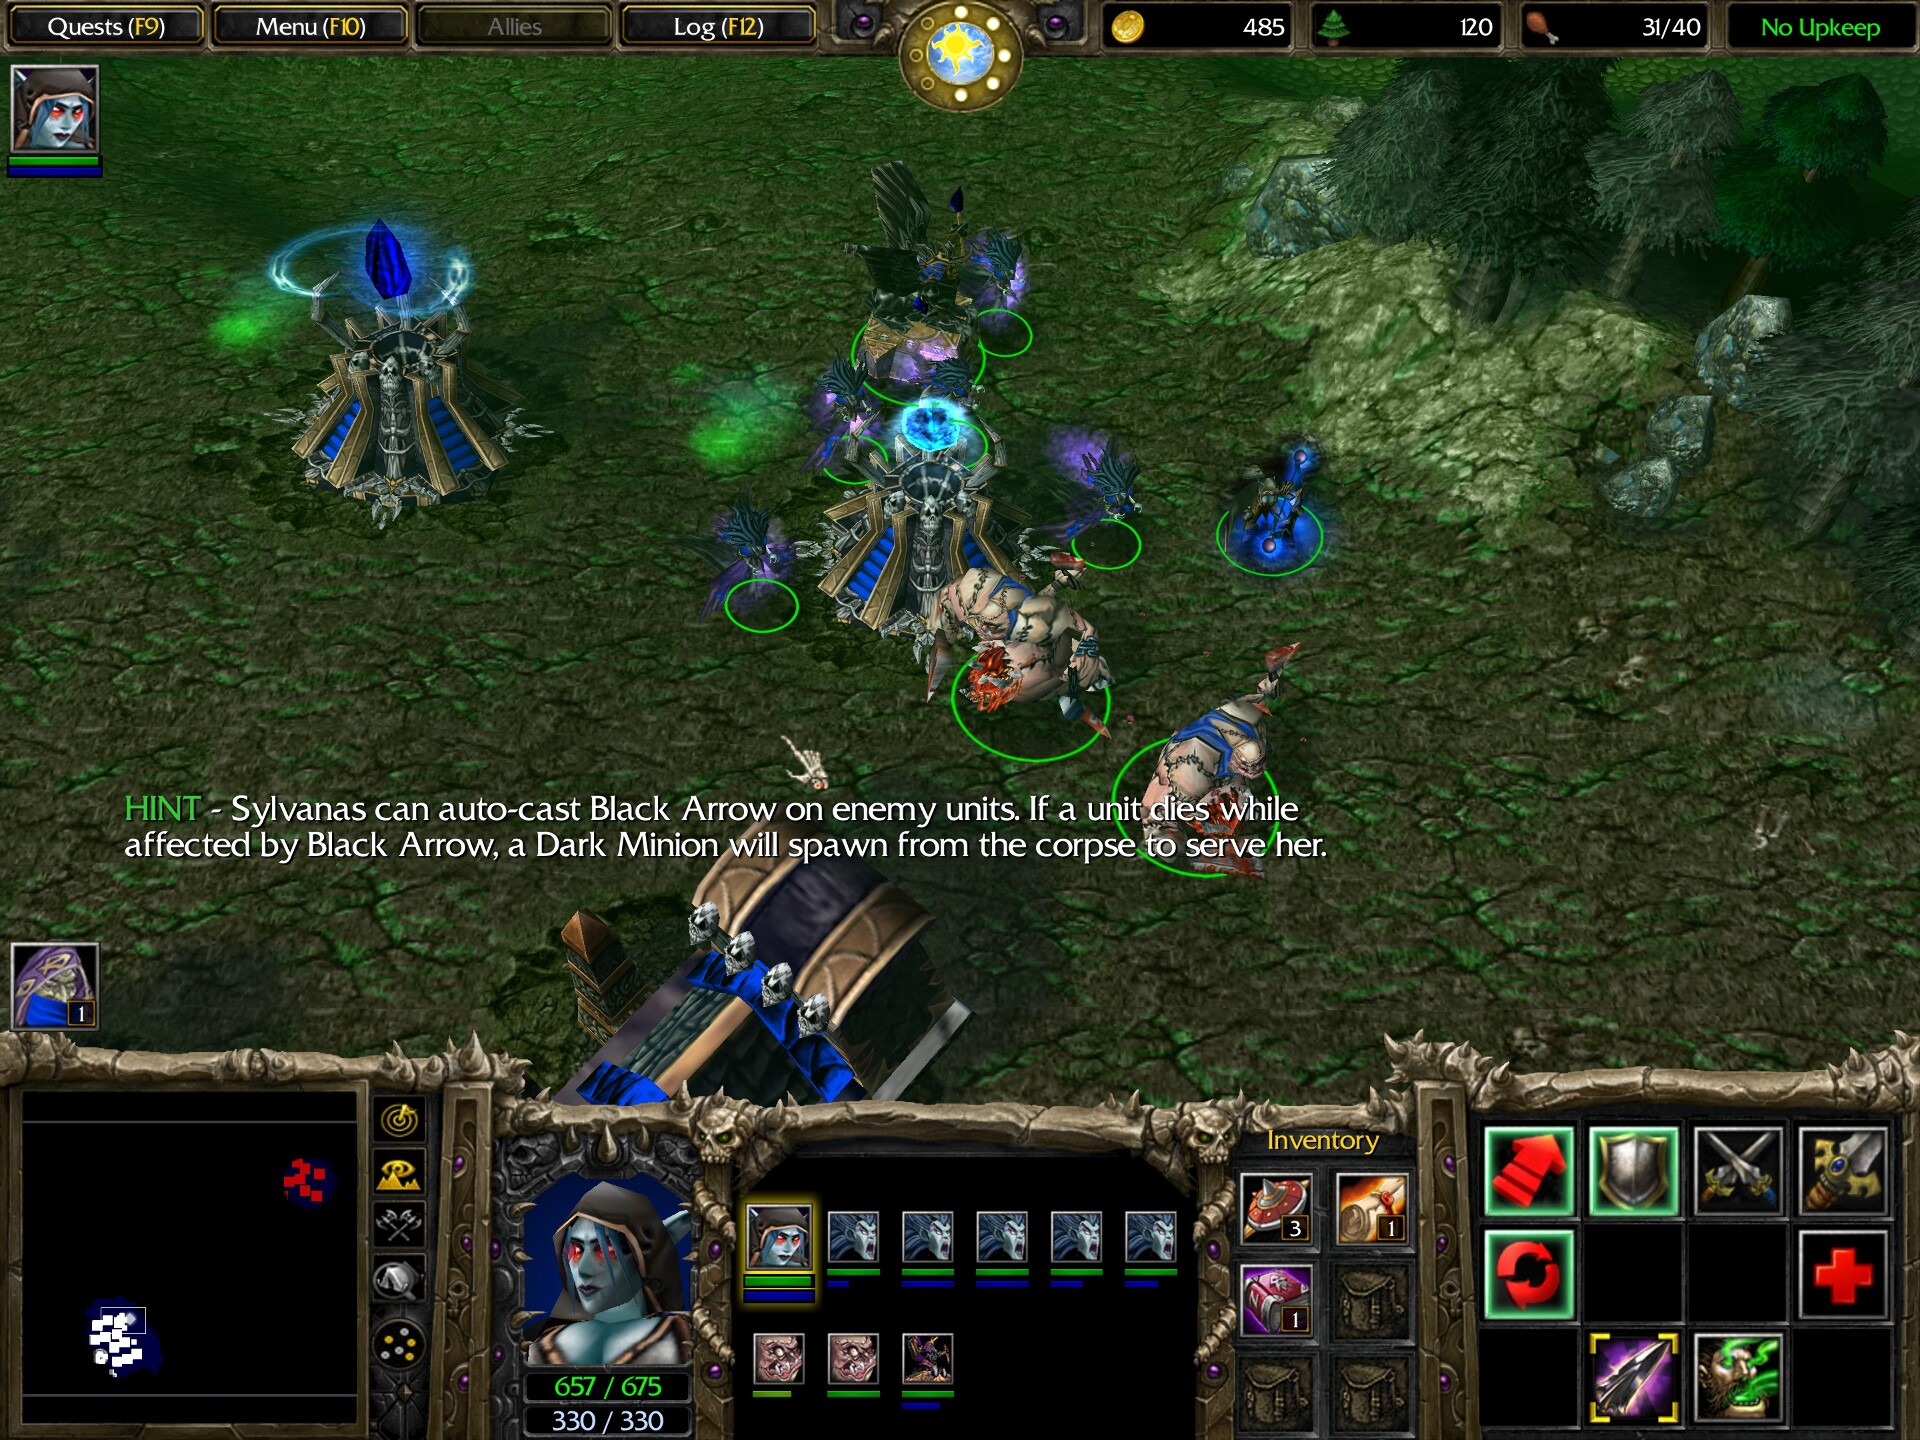 Quests (F9) Menu (F10) Allies Log (F12) 485 120 31/40 No Upkeep
HINT - Sylvanas can auto-cast Black Arrow on enemy units. If a unit dies while
affected by Black Arrow, a Dark Minion will spawn from the corpse to serve her.
1
Inventory
3 1
1
657 / 675
330 / 330